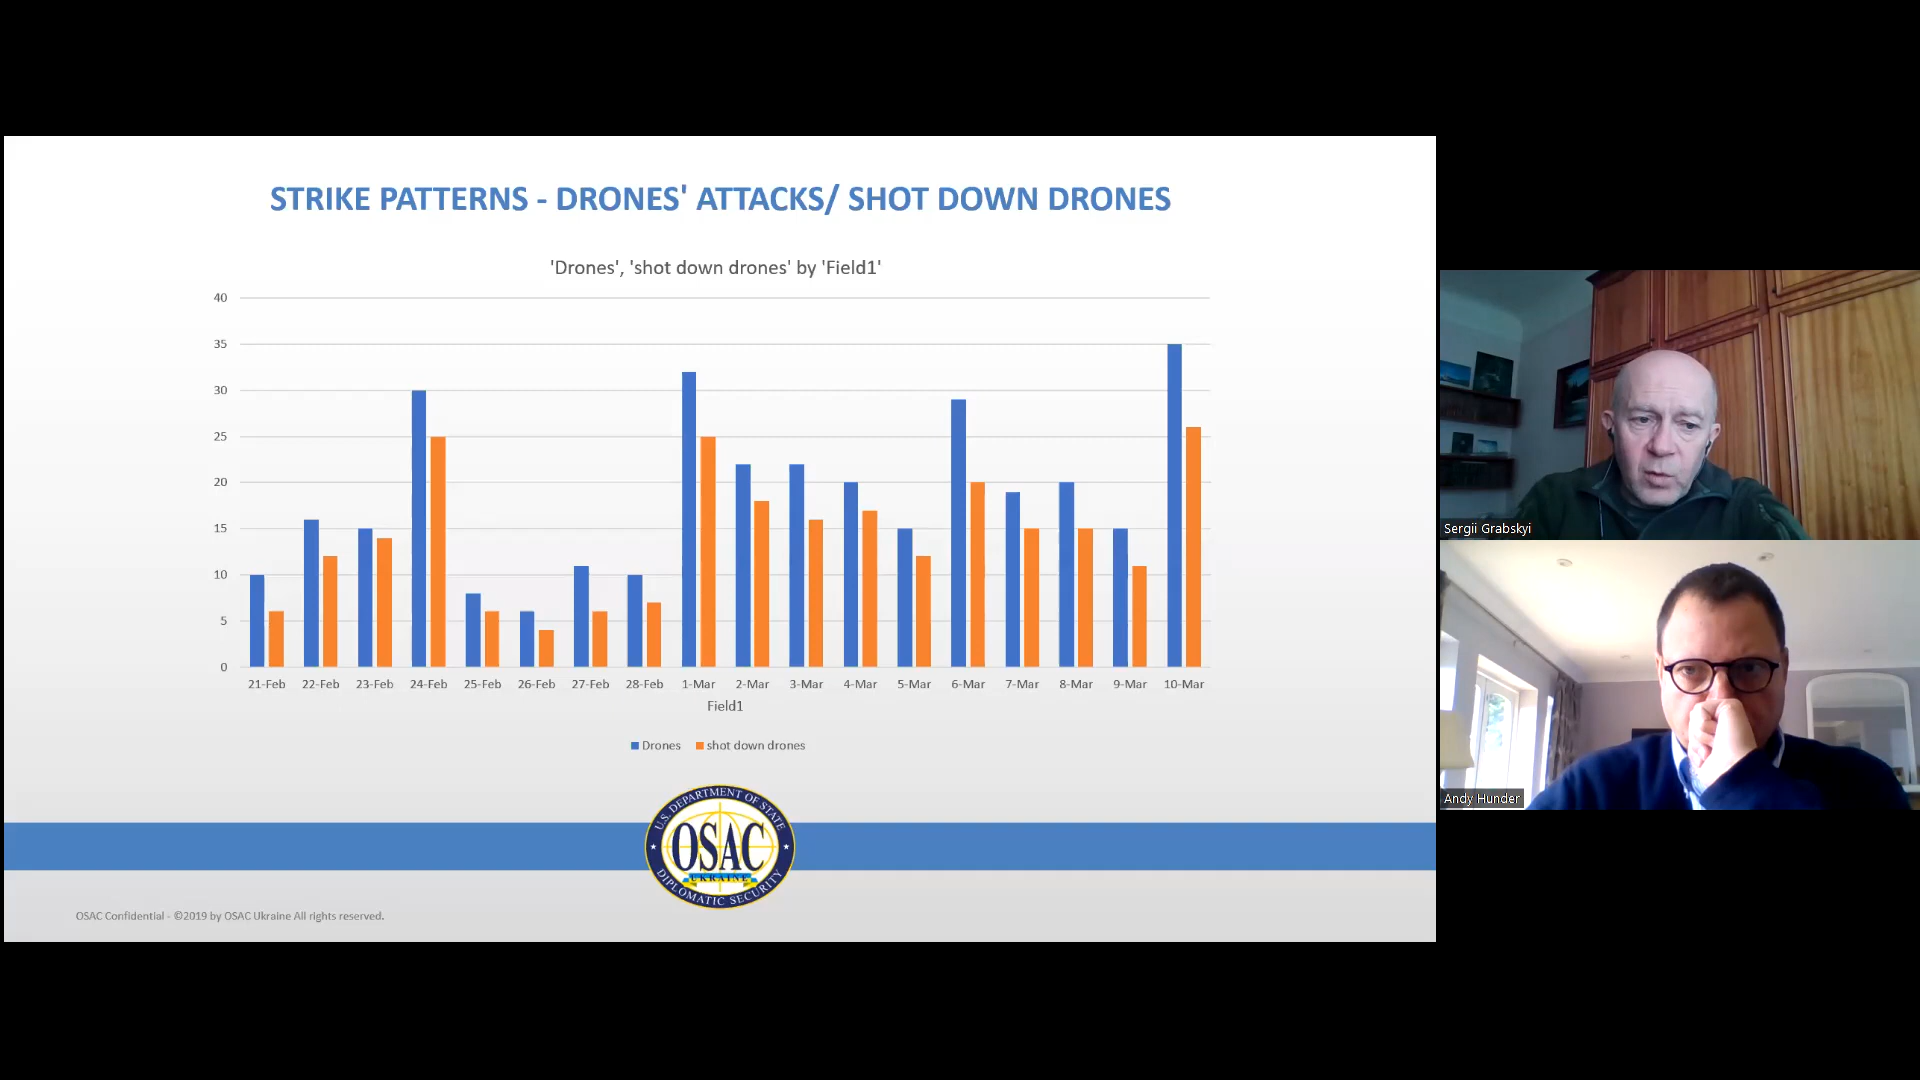 STRIKE PATTERNS - DRONES' ATTACKS/ SHOT DOWN DRONES
'Drones', 'shot down drones' by 'Field1'
40
35
30
25
20
15
10
5
0
21-Feb 22-Feb 23-Feb 24-Feb 25-Feb 26-Feb 27-Feb 28-Feb 1-Mar 2-Mar 3-Mar 4-Mar 5-Mar 6-Mar 7-Mar 8-Mar 9-Mar 10-Mar
Field1
Drones shot down drones
U.S. DEPARTMENT OF STATE
OSAC
UKRAINE
DIPLOMATIC SECURITY
OSAC Confidential - ©2019 by OSAC Ukraine All rights reserved.
Sergii Grabskyi
Andy Hunder